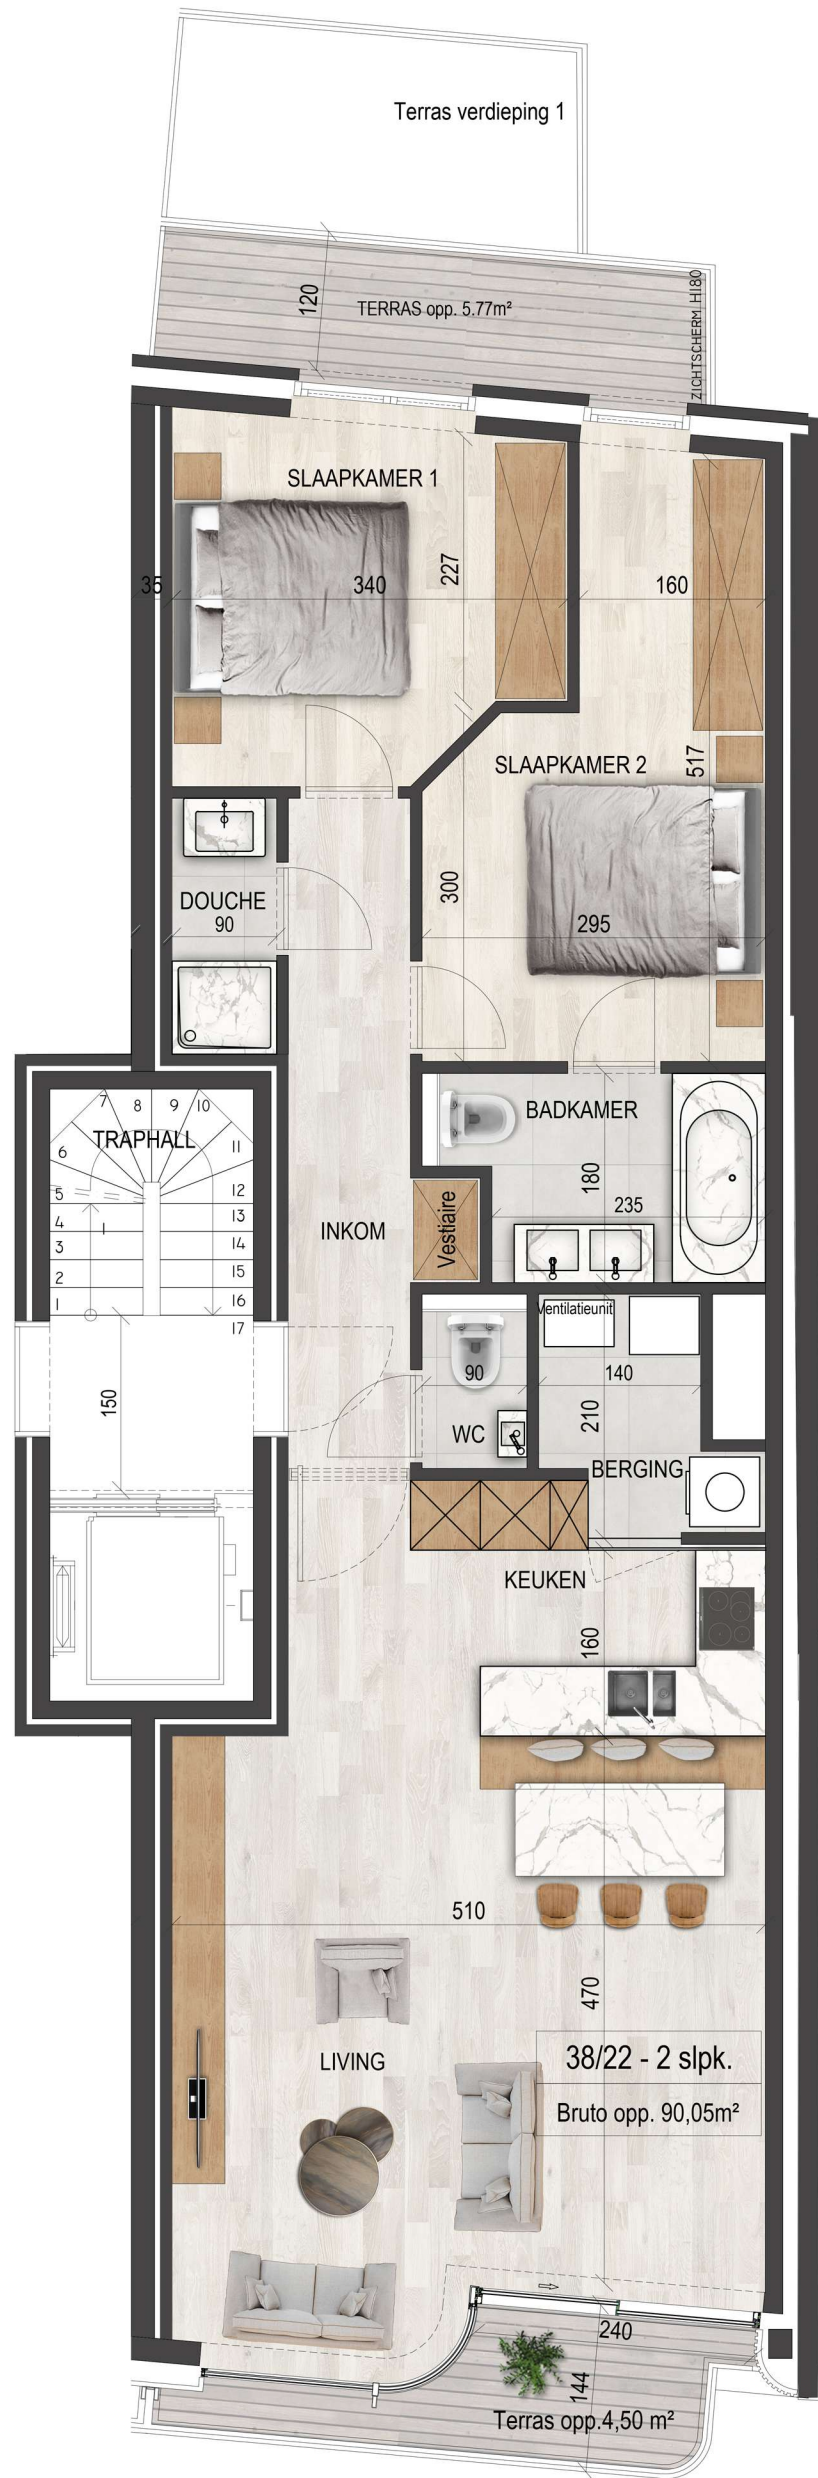 Terras verdieping 1
120
TERRAS opp. 5.77m²
ZICHTSCHERM H180
SLAAPKAMER 1
227
35
340
160
SLAAPKAMER 2
517
300
DOUCHE
90
295
7
8
9
10
TRAPHALL
6
11
5
12
4
1
13
3
14
2
15
1
16
17
BADKAMER
180
235
INKOM
Vestiaire
Ventilatieunit
90
140
150
210
WC
BERGING
KEUKEN
160
510
470
LIVING
38/22 - 2 slpk.
Bruto opp. 90,05m²
240
144
Terras opp.4,50 m²